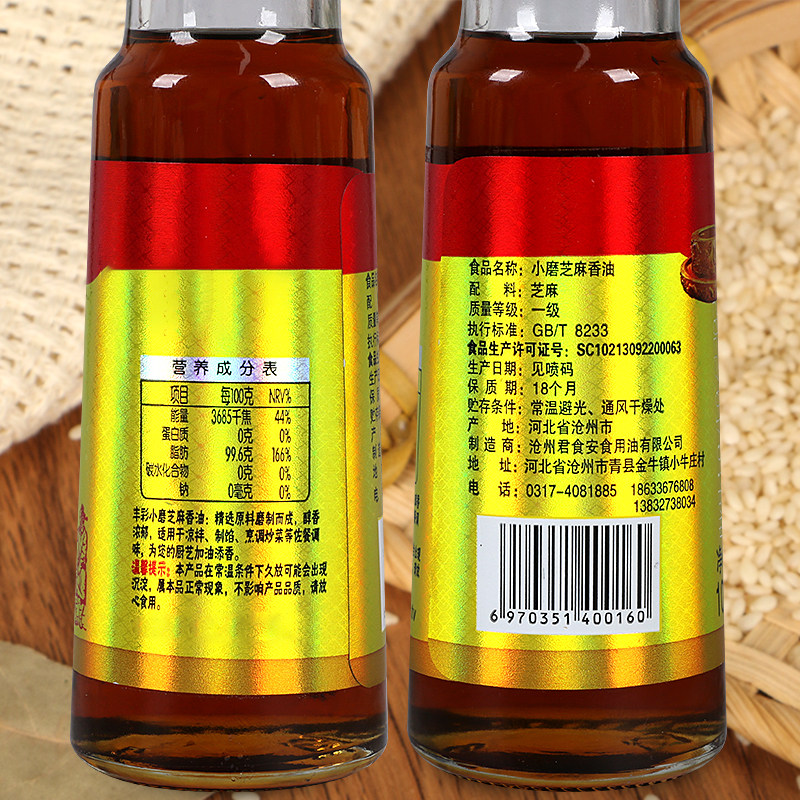 营养成分表
项目 每100克 NRV%
能量 3685千焦 44%
蛋白质 0克 0%
脂肪 99.6克 166%
碳水化合物 0克 0%
钠 0毫克 0%
丰彩小磨芝麻香油：精选原料磨制而成，醇香
浓郁，适用于凉拌、制馅、烹调炒菜等佐餐调
味，为您的厨艺加油添香。
温馨提示：本产品在常温条件下久放可能会出现
沉淀，属本品正常现象，不影响产品品质，请放
心食用。
食品名称：小磨芝麻香油
配 料：芝麻
质量等级：一级
执行标准：GB/T 8233
食品生产许可证号：SC10213092200063
生产日期：见喷码
保 质 期：18个月
贮存条件：常温避光、通风干燥处
产 地：河北省沧州市
制 造 商：沧州君食安食用油有限公司
地 址：河北省沧州市青县金牛镇小牛庄村
电 话：0317-4081885 18633676808
13832738034
6 970351 400160